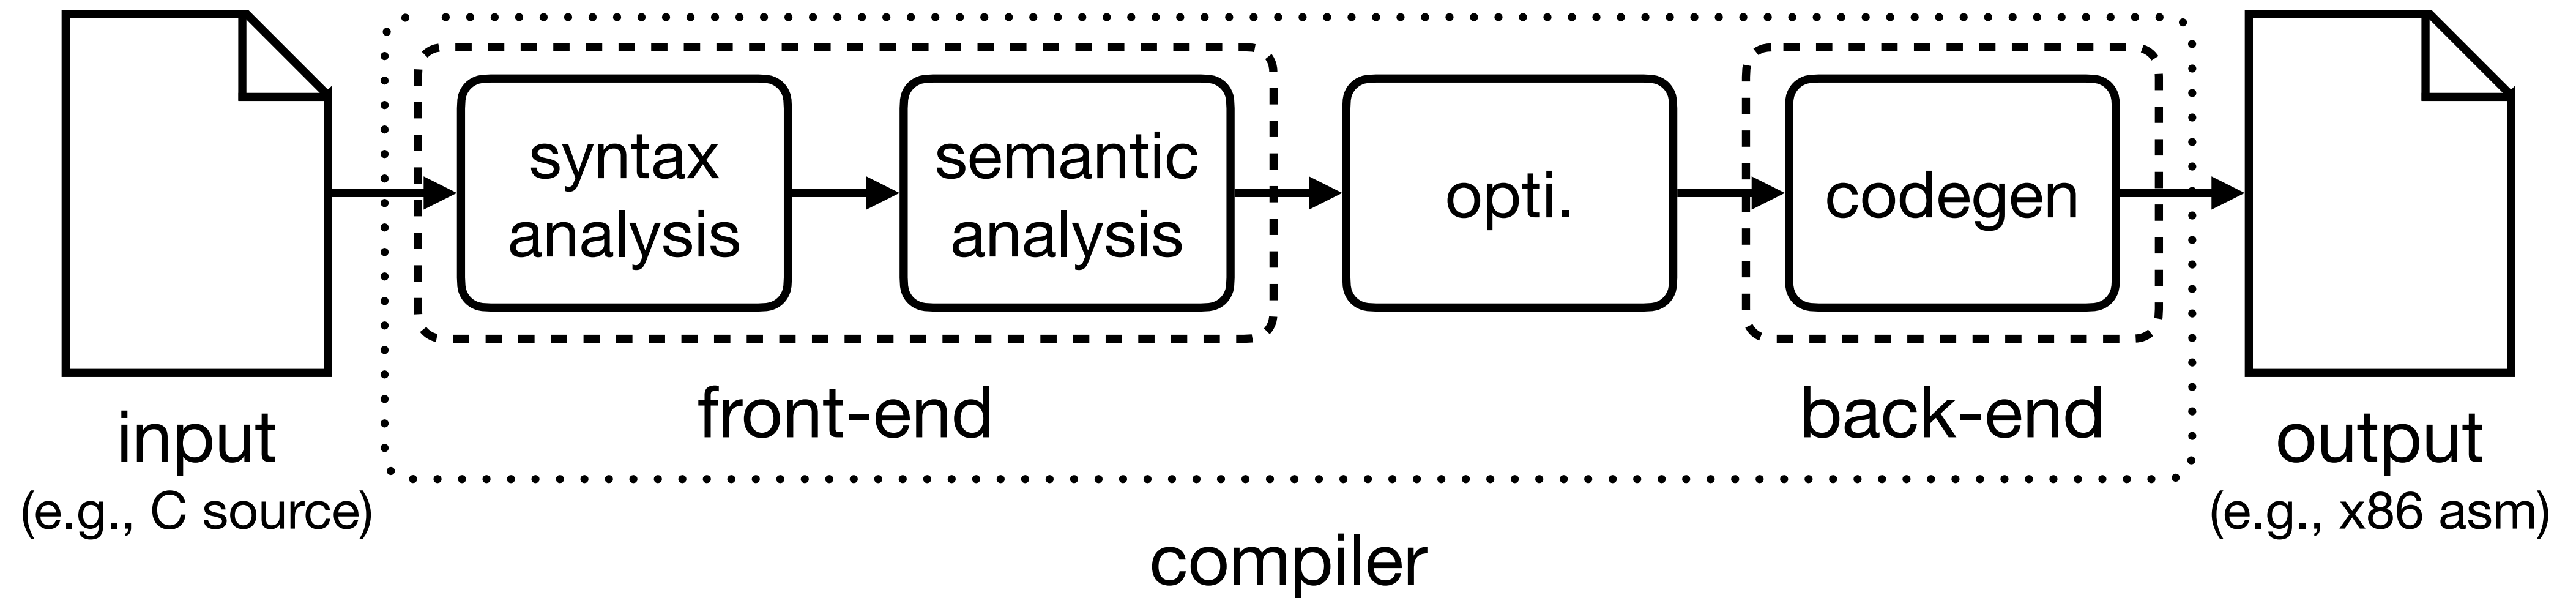 syntax
analysis
semantic
analysis
opti.
codegen
front-end
back-end
input
(e.g., C source)
output
(e.g., x86 asm)
compiler